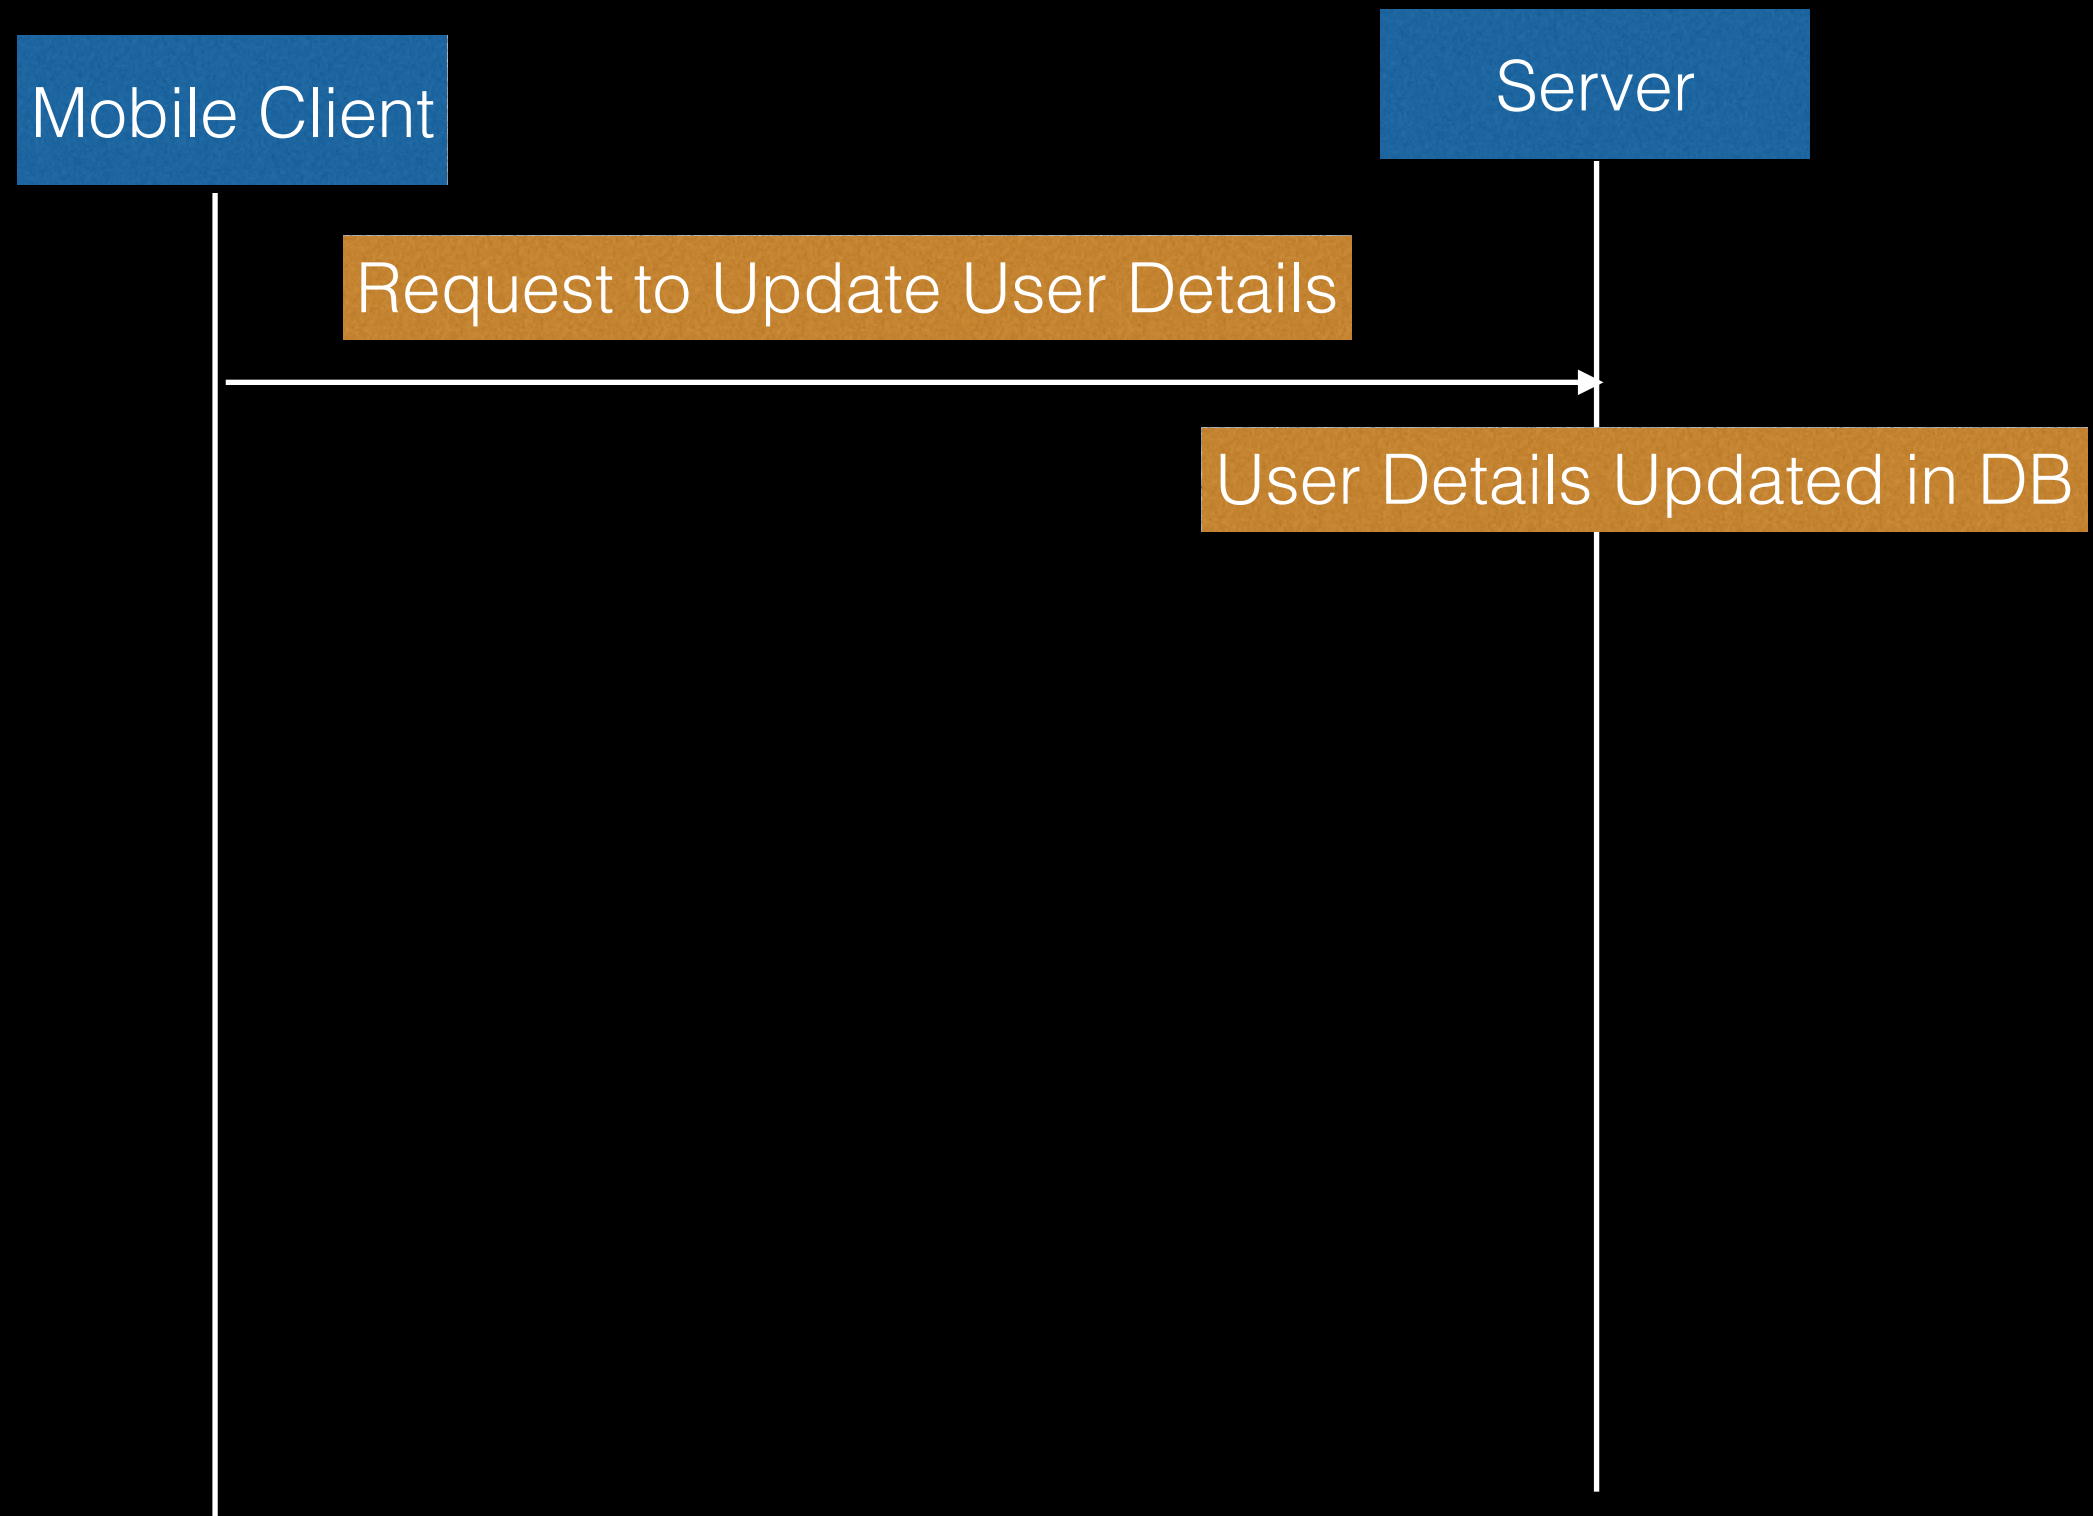 Mobile Client
Server
Request to Update User Details
User Details Updated in DB